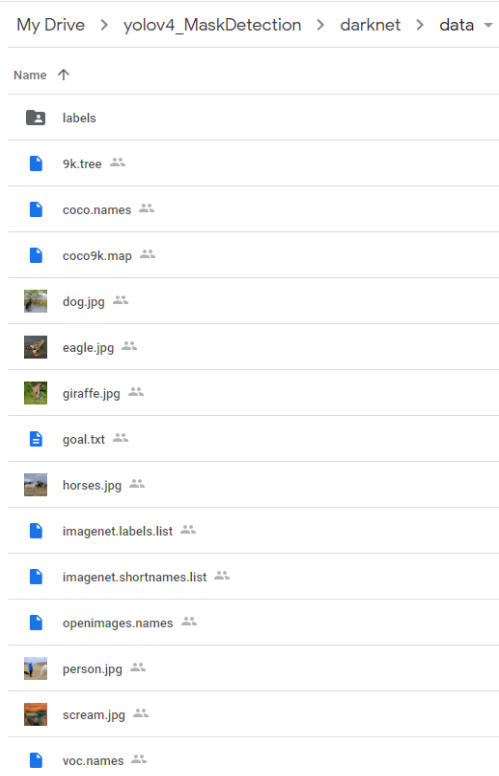 My Drive > yolov4_MaskDetection > darknet > data
Name
labels
9k.tree
coco.names
coco9k.map
dog.jpg
eagle.jpg
giraffe.jpg
goal.txt
horses.jpg
imagenet.labels.list
imagenet.shortnames.list
openimages.names
person.jpg
scream.jpg
voc.names